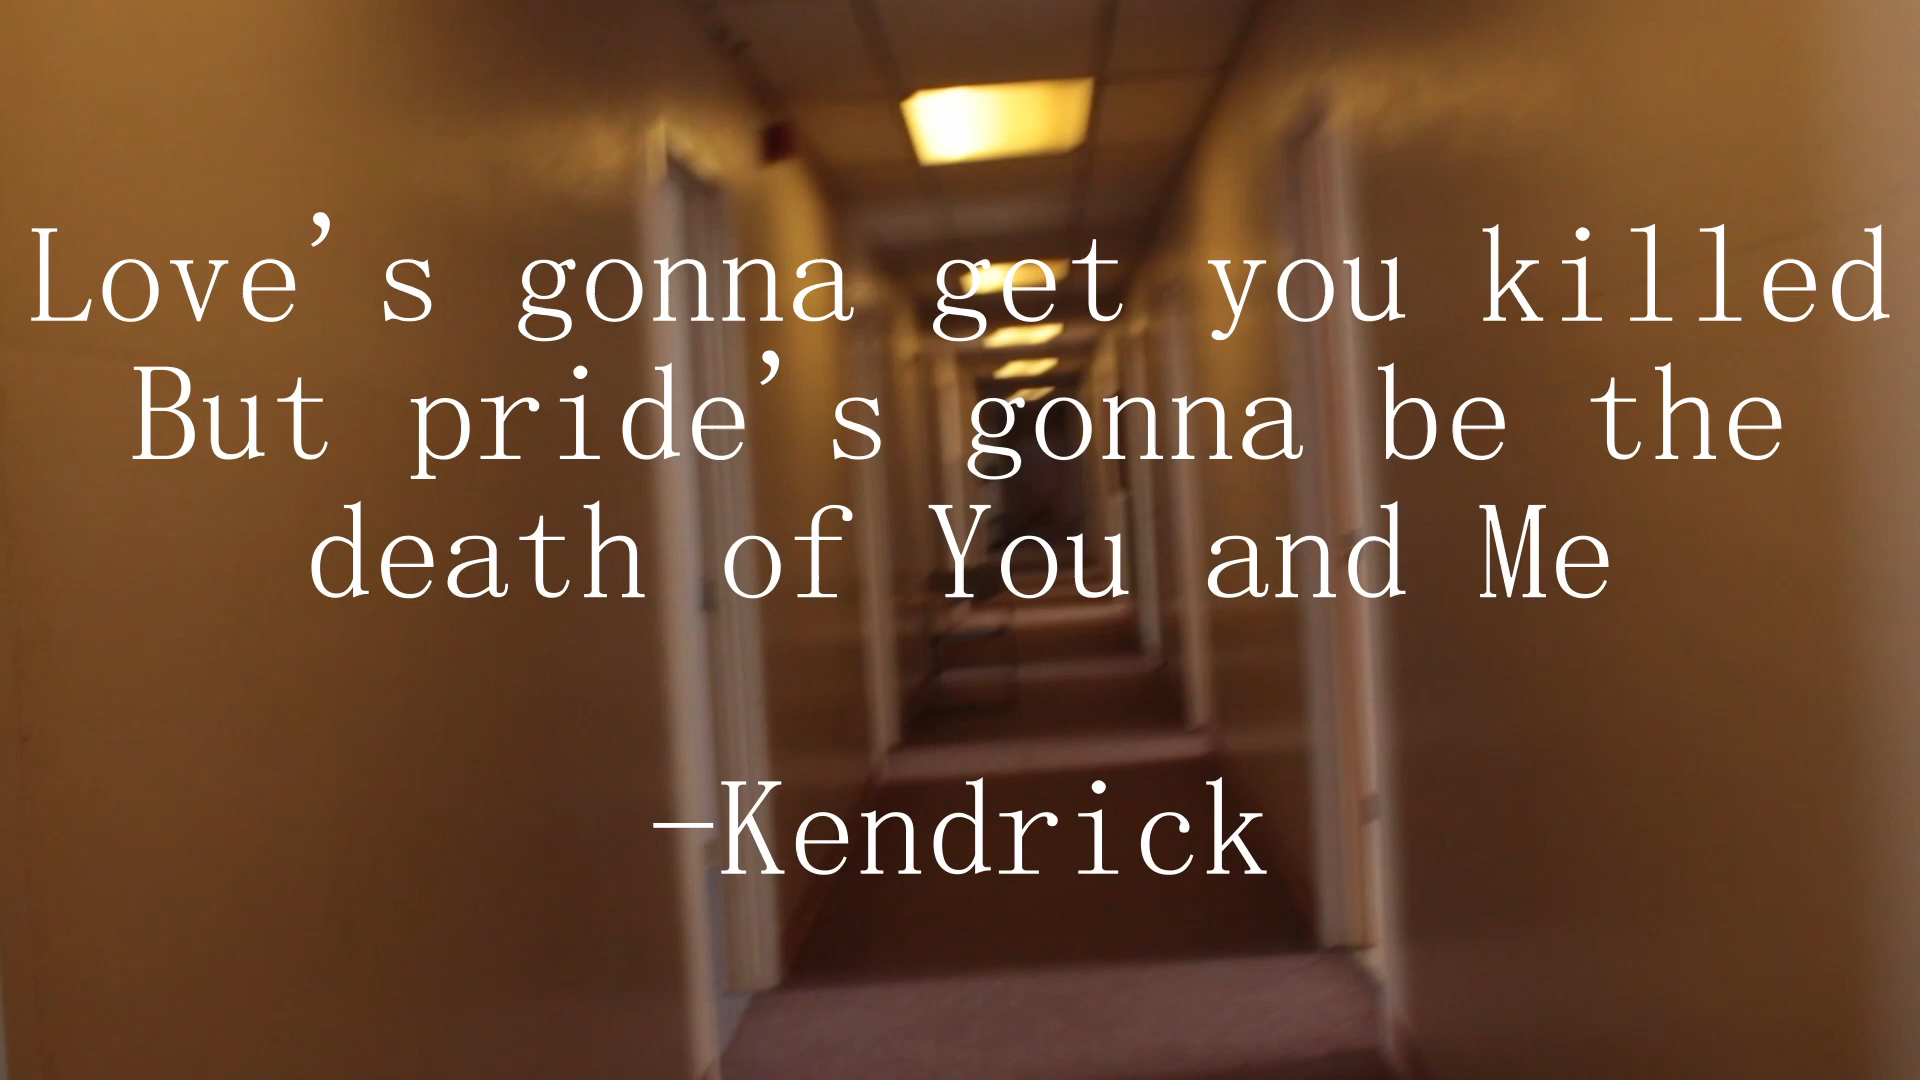 Love's gonna get you killed
But pride's gonna be the
death of You and Me
-Kendrick